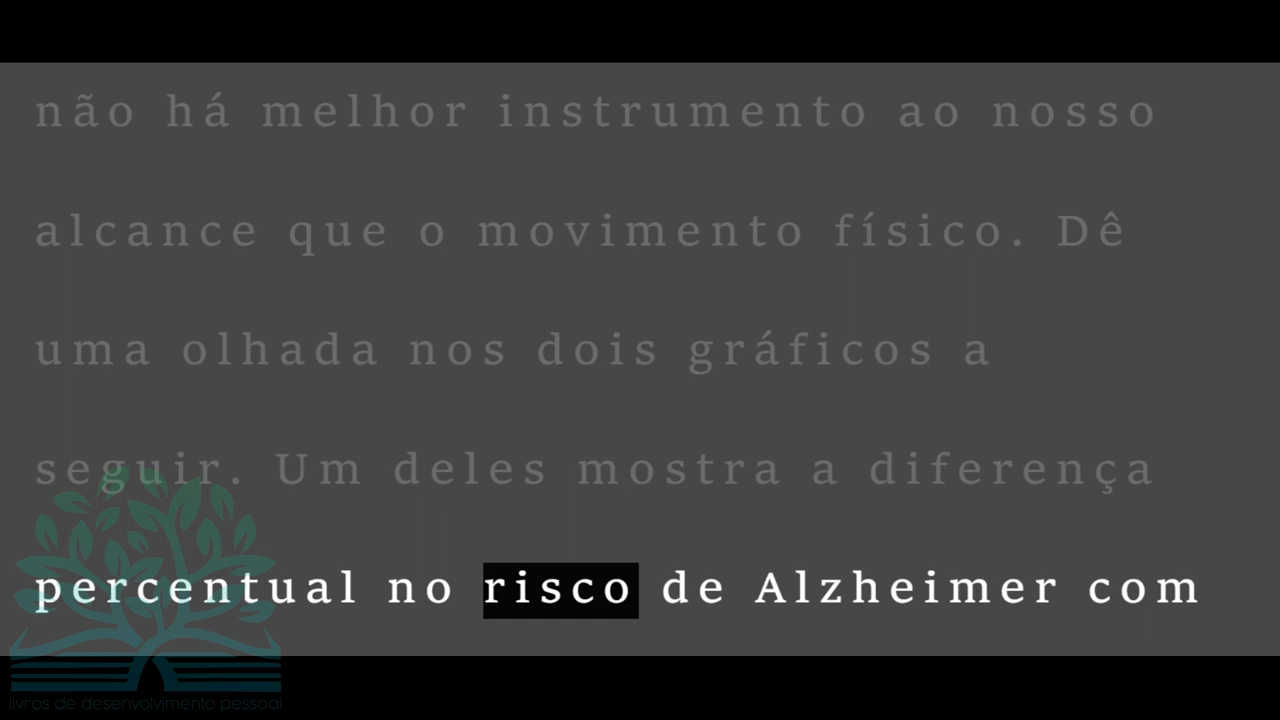 não há melhor instrumento ao nosso
alcance que o movimento físico. Dê
uma olhada nos dois gráficos a
seguir. Um deles mostra a diferença
percentual no risco de Alzheimer com
livros de desenvolvimento pessoal